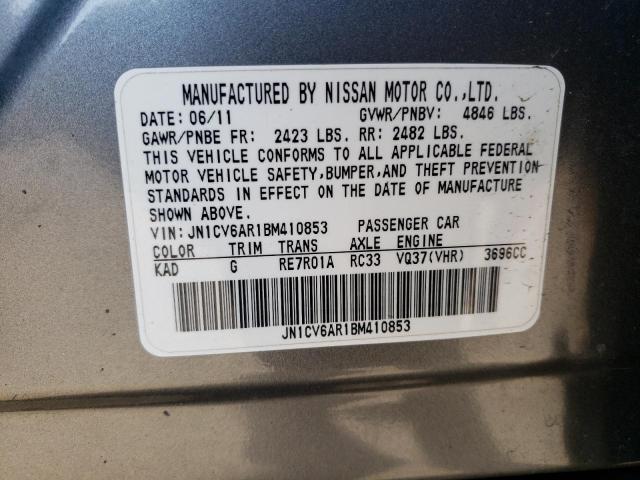 MANUFACTURED BY NISSAN MOTOR CO.,LTD.
DATE: 06/11 GVWR/PNBV: 4846 LBS.
GAWR/PNBE FR: 2423 LBS. RR: 2482 LBS.
THIS VEHICLE CONFORMS TO ALL APPLICABLE FEDERAL
MOTOR VEHICLE SAFETY,BUMPER,AND THEFT PREVENTION
STANDARDS IN EFFECT ON THE DATE OF MANUFACTURE
SHOWN ABOVE.
VIN: JN1CV6AR1BM410853 PASSENGER CAR
COLOR TRIM TRANS AXLE ENGINE
KAD G RE7R01A RC33 VQ37(VHR) 3696CC
JN1CV6AR1BM410853